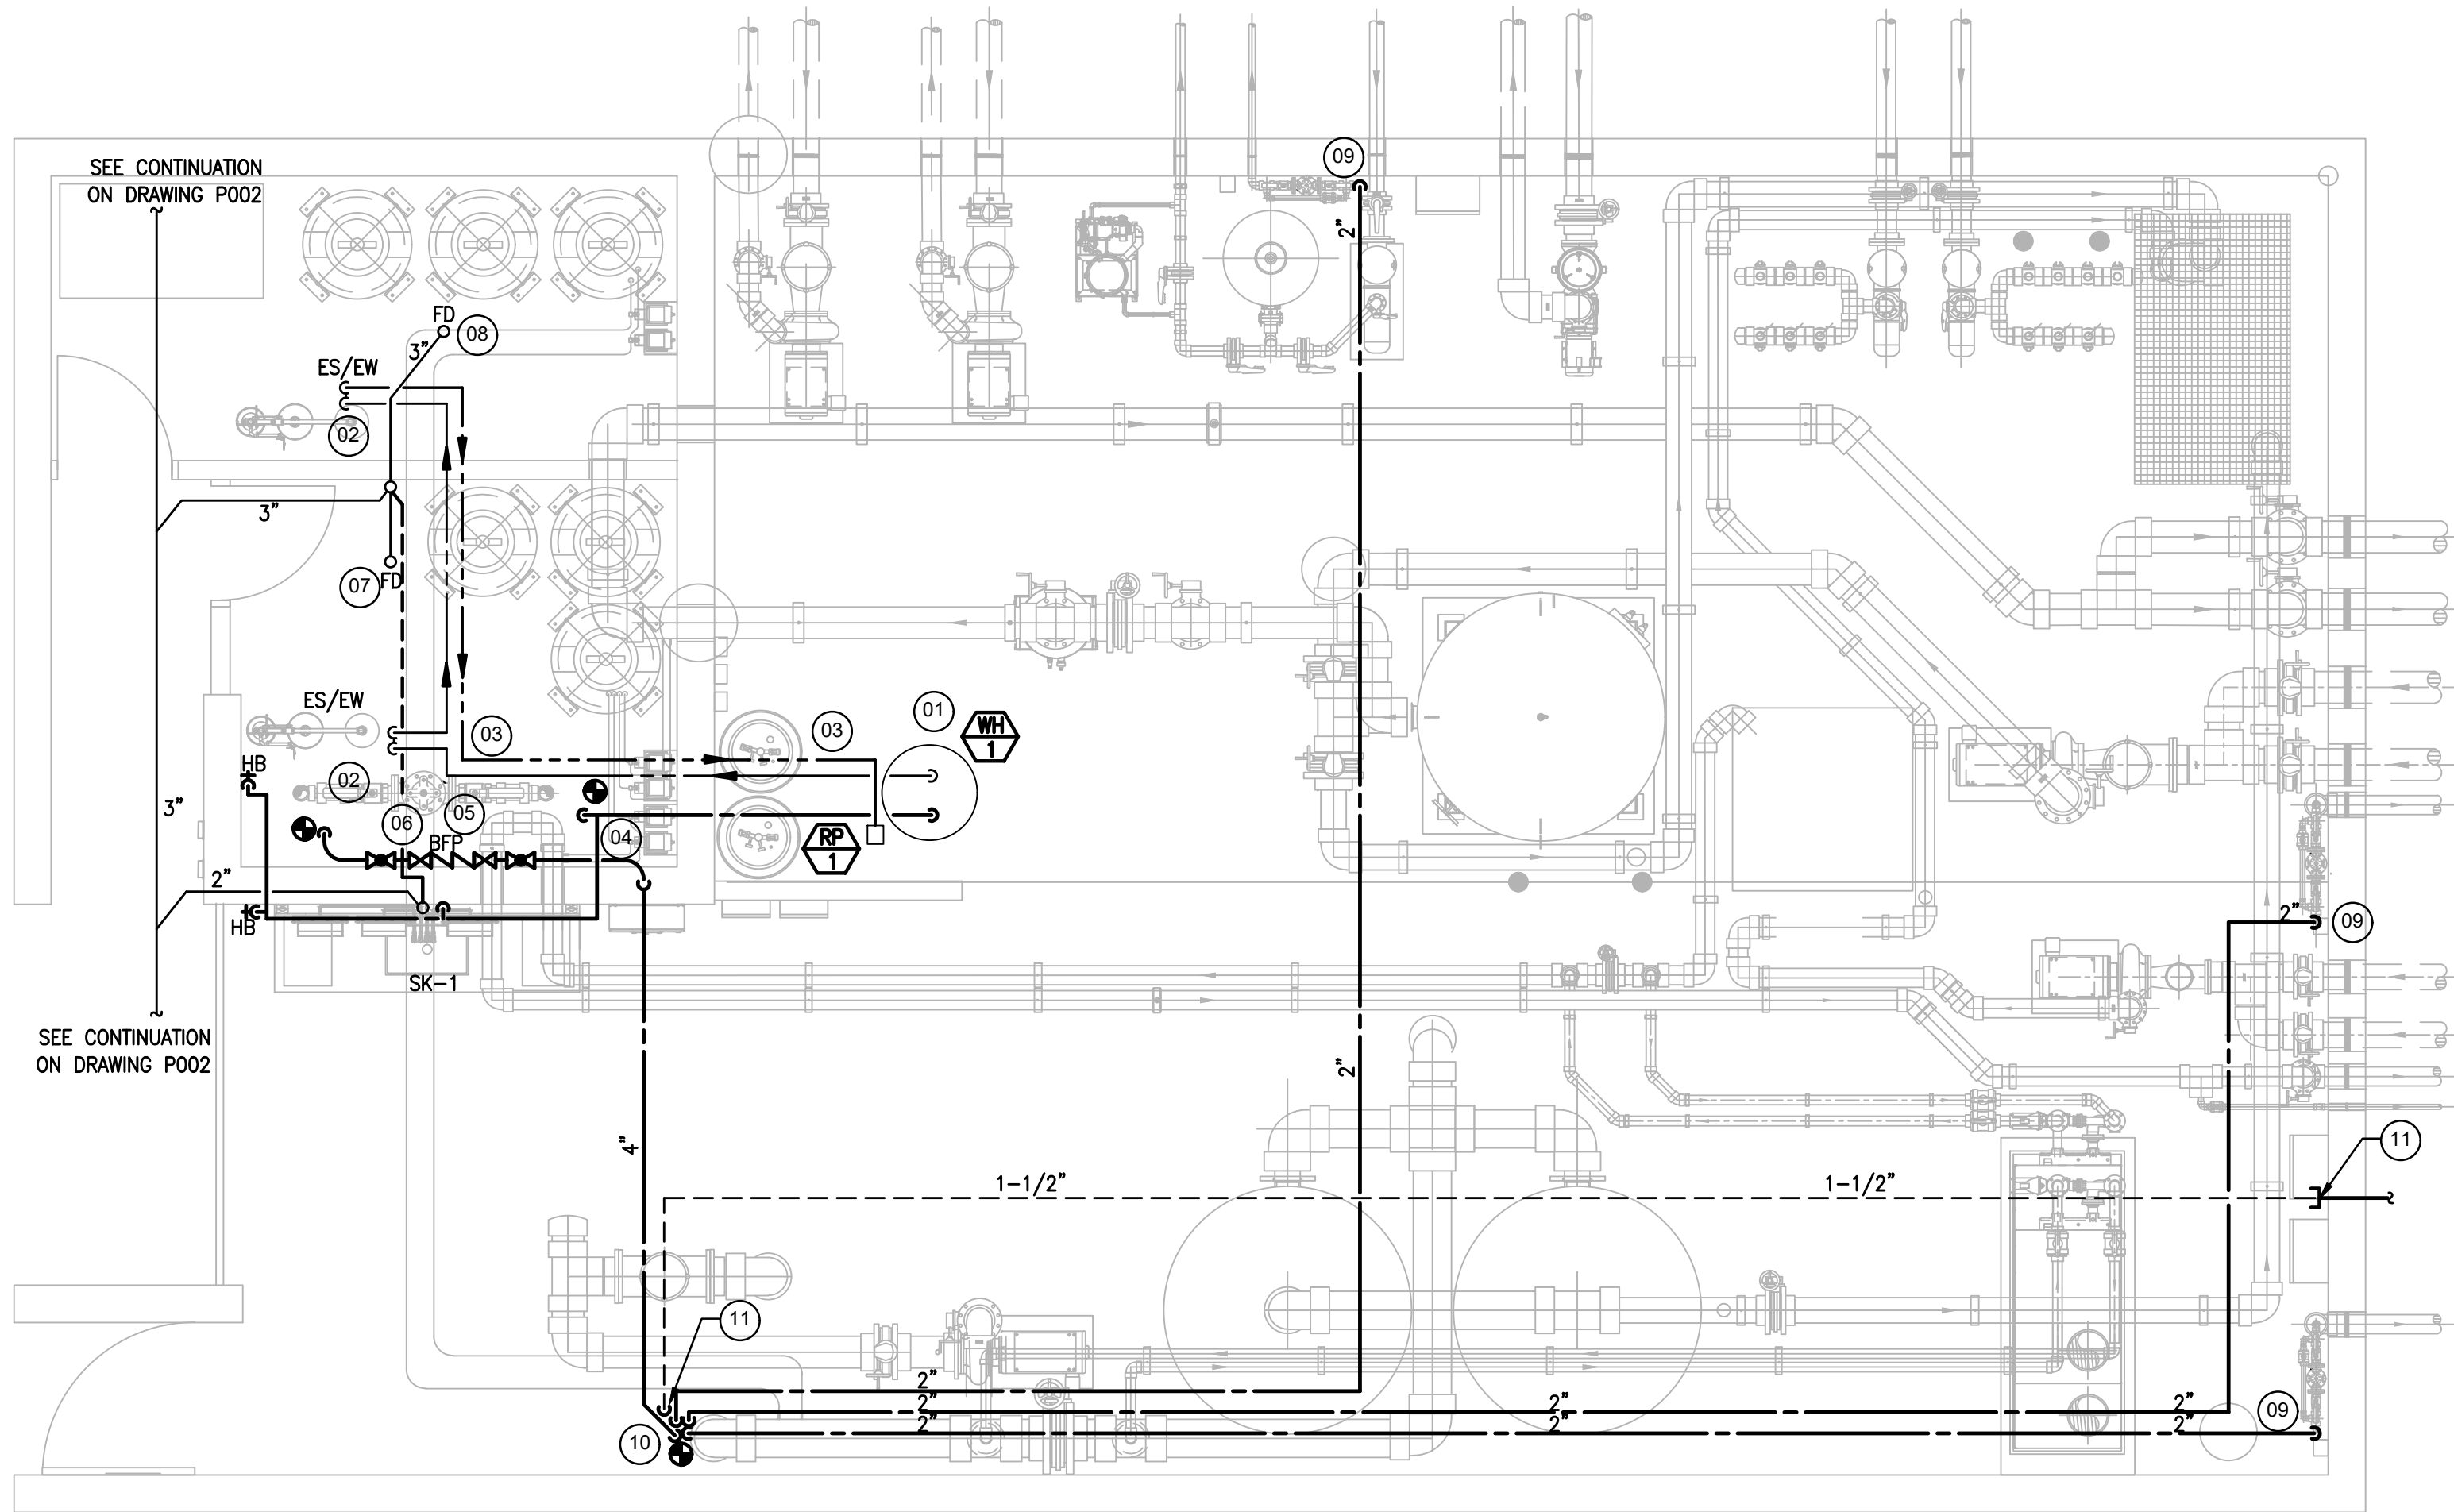 SEE CONTINUATION
ON DRAWING P002
09
2"
FD
08
3"
ES/EW
02
3"
07
FD
ES/EW
03
03
01
WH
1
HB
02
3"
06
05
BFP
04
RP
1
2"
HB
2"
09
SK-1
SEE CONTINUATION
ON DRAWING P002
2"
4"
11
1-1/2"
1-1/2"
11
2"
2"
2"
2"
2"
2"
2"
09
10